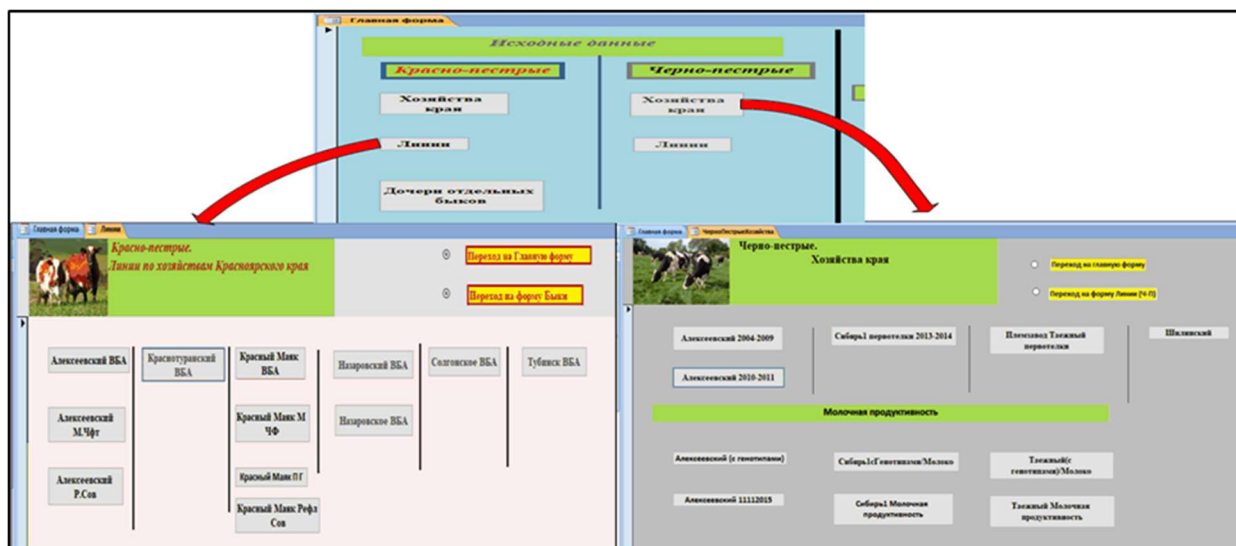 Главная форма
Исходные данные
Красно-пестрые
Черно-пестрые
Хозяйства
края
Хозяйства
края
Линии
Линии
Дочери отдельных
быков
Главная форма
Линии
Красно-пестрые.
Линии по хозяйствам Красноярского края
Переход на Главную форму
Переход на форму Быки
Алексеевский ВБА
Краснотуранский
ВБА
Красный Маяк
ВБА
Назаровский ВБА
Солгонское ВБА
Тубинск ВБА
Алексеевский
М.Чфт
Красный Маяк М
ЧФ
Назаровское ВБА
Алексеевский
Р.Сов
Красный Маяк П Г
Красный Маяк Рефл
Сов
Главная форма
ЧерноПестрыеХозяйства
Черно-пестрые.
Хозяйства края
Переход на главную форму
Переход на форму Линии (Ч-П)
Алексеевский 2004-2009
Сибирь1 первотелки 2013-2014
Племзавод Таежный
первотелки
Шилинский
Алексеевский 2010-2011
Молочная продуктивность
Алексеевский (с генотипами)
Сибирь1сГенотипами/Молоко
Таежный(с
генотипами)/Молоко
Алексеевский 11112015
Сибирь1 Молочная
продуктивность
Таежный Молочная
продуктивность